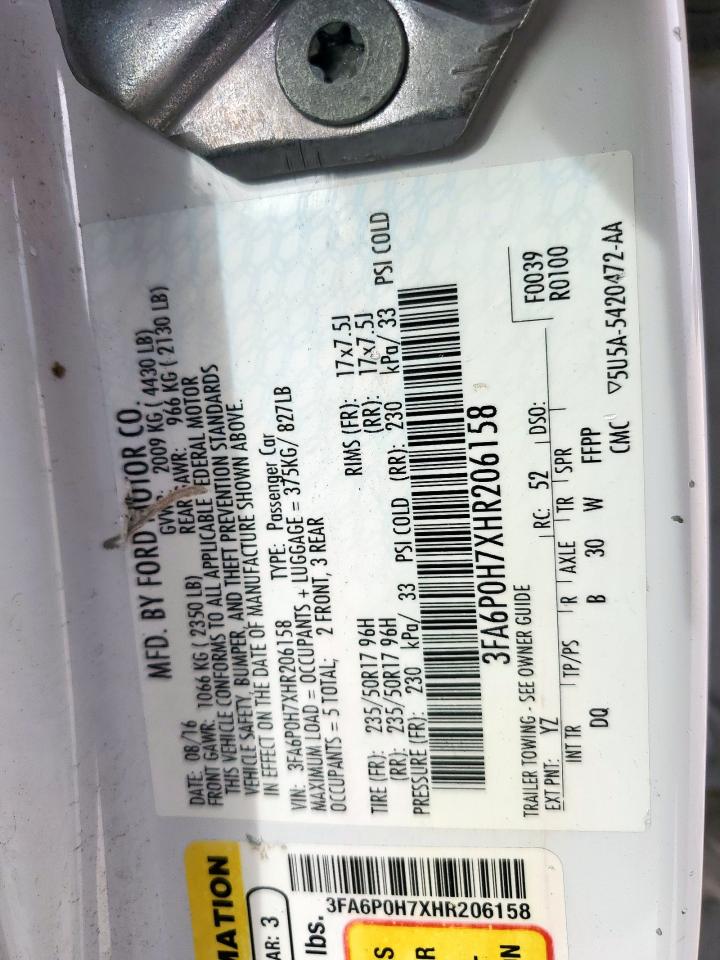 MFD. BY FORD MOTOR CO.
DATE: 08/16 GVWR: 2009 KG ( 4430 LB)
FRONT GAWR: 1066 KG ( 2350 LB) REAR GAWR: 966 KG ( 2130 LB)
THIS VEHICLE CONFORMS TO ALL APPLICABLE FEDERAL MOTOR
VEHICLE SAFETY, BUMPER, AND THEFT PREVENTION STANDARDS
IN EFFECT ON THE DATE OF MANUFACTURE SHOWN ABOVE.
VIN: 3FA6P0H7XHR206158 TYPE: Passenger Car
MAXIMUM LOAD = OCCUPANTS + LUGGAGE = 375KG/ 827LB
OCCUPANTS = 5 TOTAL; 2 FRONT, 3 REAR
TIRE (FR): 235/50R17 96H RIMS (FR): 17x7.5J
(RR): 235/50R17 96H (RR): 17x7.5J
PRESSURE (FR): 230 kPa/ 33 PSI COLD (RR): 230 kPa/ 33 PSI COLD
3FA6P0H7XHR206158
TRAILER TOWING - SEE OWNER GUIDE
F0039
R0100
EXT PNT: YZ RC: 52 DSO:
INT TR TP/PS R AXLE TR SPR
DQ B 30 W FFPP
CMC ▽5U5A-5420472-AA
MATION
AR: 3
lbs.
3FA6P0H7XHR206158
S
R
N